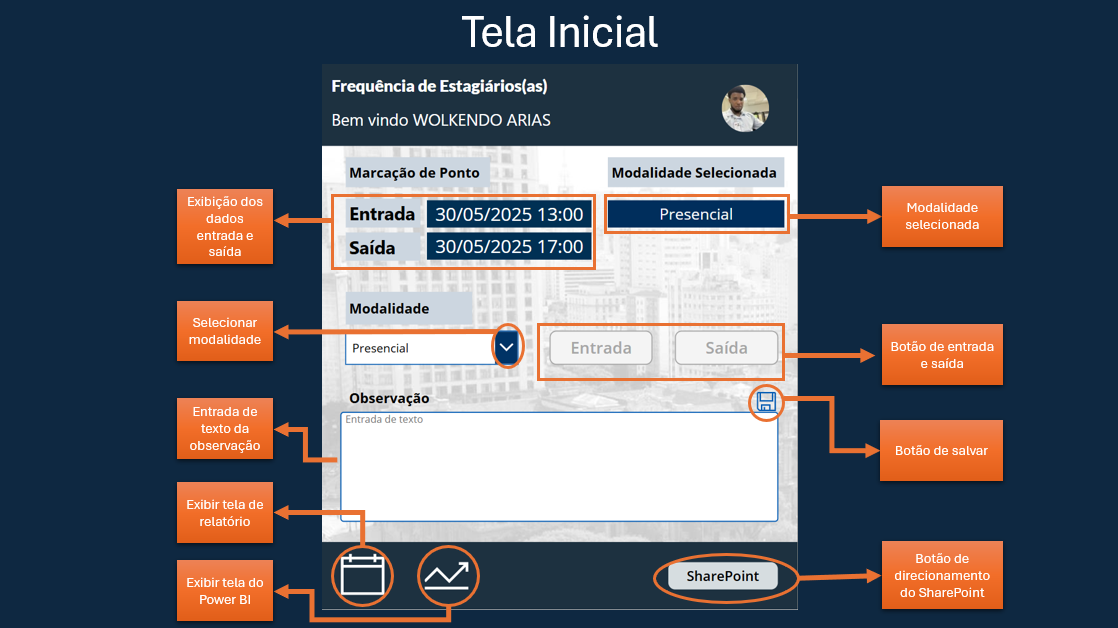 Tela Inicial
Frequência de Estagiários(as)
Bem vindo WOLKENDO ARIAS
Marcação de Ponto
Modalidade Selecionada
Entrada
30/05/2025 13:00
Saída
30/05/2025 17:00
Presencial
Modalidade
Presencial
Entrada
Saída
Observação
Entrada de texto
SharePoint
Exibição dos
dados
entrada e
saída
Selecionar
modalidade
Entrada de
texto da
observação
Exibir tela de
relatório
Exibir tela do
Power BI
Modalidade
selecionada
Botão de entrada
e saída
Botão de salvar
Botão de
direcionamento
do SharePoint